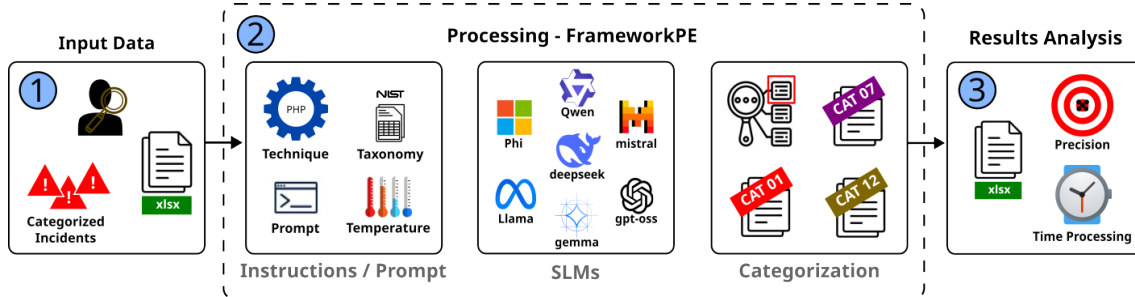 Input Data
1
Categorized
Incidents
xlsx
2
Processing - FrameworkPE
PHP
Technique
NIST
Taxonomy
Prompt
Temperature
Instructions / Prompt
Qwen
Phi
mistral
deepseek
Llama
gpt-oss
gemma
SLMs
CAT 07
CAT 01
CAT 12
Categorization
Results Analysis
3
xlsx
Precision
Time Processing